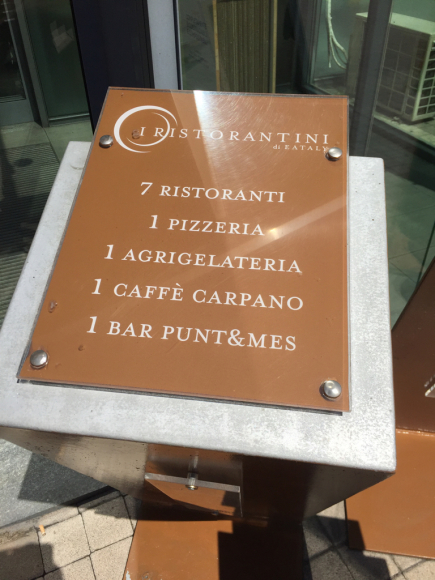 I RISTORANTINI
di EATALY
7 RISTORANTI
1 PIZZERIA
1 AGRIGELATERIA
1 CAFFÈ CARPANO
1 BAR PUNT&MES